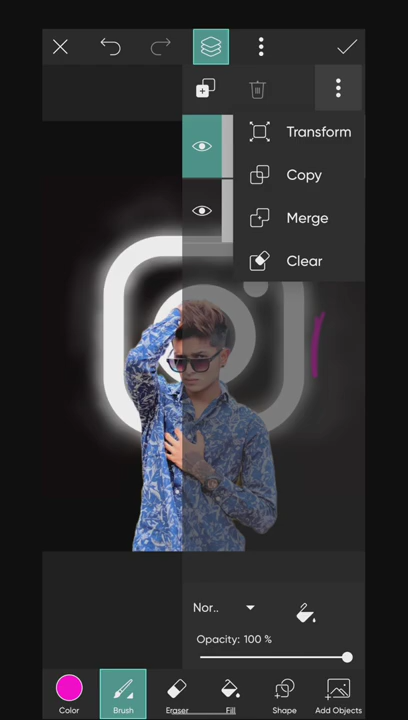 Transform
Copy
Merge
Clear
Nor..
Opacity: 100 %
Color
Brush
Eraser
Fill
Shape
Add Objects